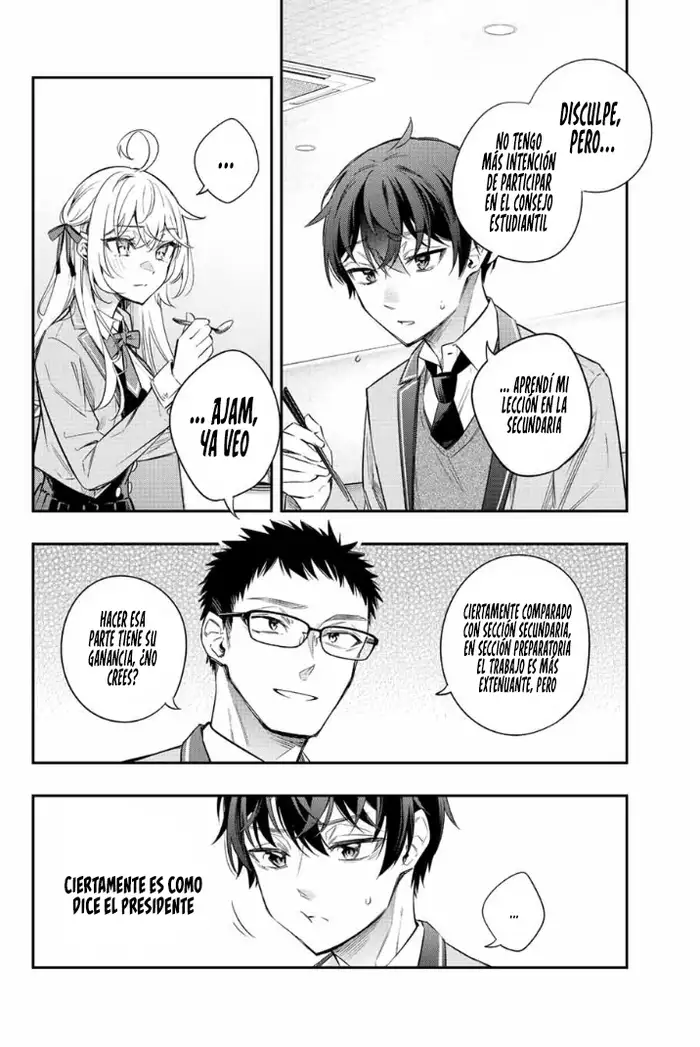 DISCULPE,
PERO...
NO TENGO
MÁS INTENCIÓN
DE PARTICIPAR
EN EL CONSEJO
ESTUDIANTIL
... APRENDÍ MI
LECCIÓN EN LA
SECUNDARIA
...
... AJAM,
YA VEO
CIERTAMENTE COMPARADO
CON SECCIÓN SECUNDARIA,
EN SECCIÓN PREPARATORIA
EL TRABAJO ES MÁS
EXTENUANTE, PERO
HACER ESA
PARTE TIENE SU
GANANCIA, ¿NO
CREES?
...
CIERTAMENTE ES COMO
DICE EL PRESIDENTE